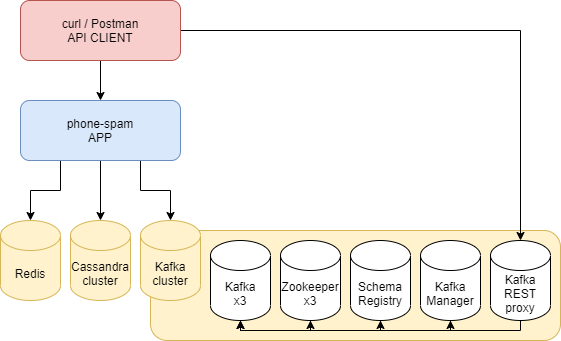 curl / Postman
API CLIENT
phone-spam
APP
Redis
Cassandra
cluster
Kafka
cluster
Kafka
x3
Zookeeper
x3
Schema
Registry
Kafka
Manager
Kafka
REST
proxy